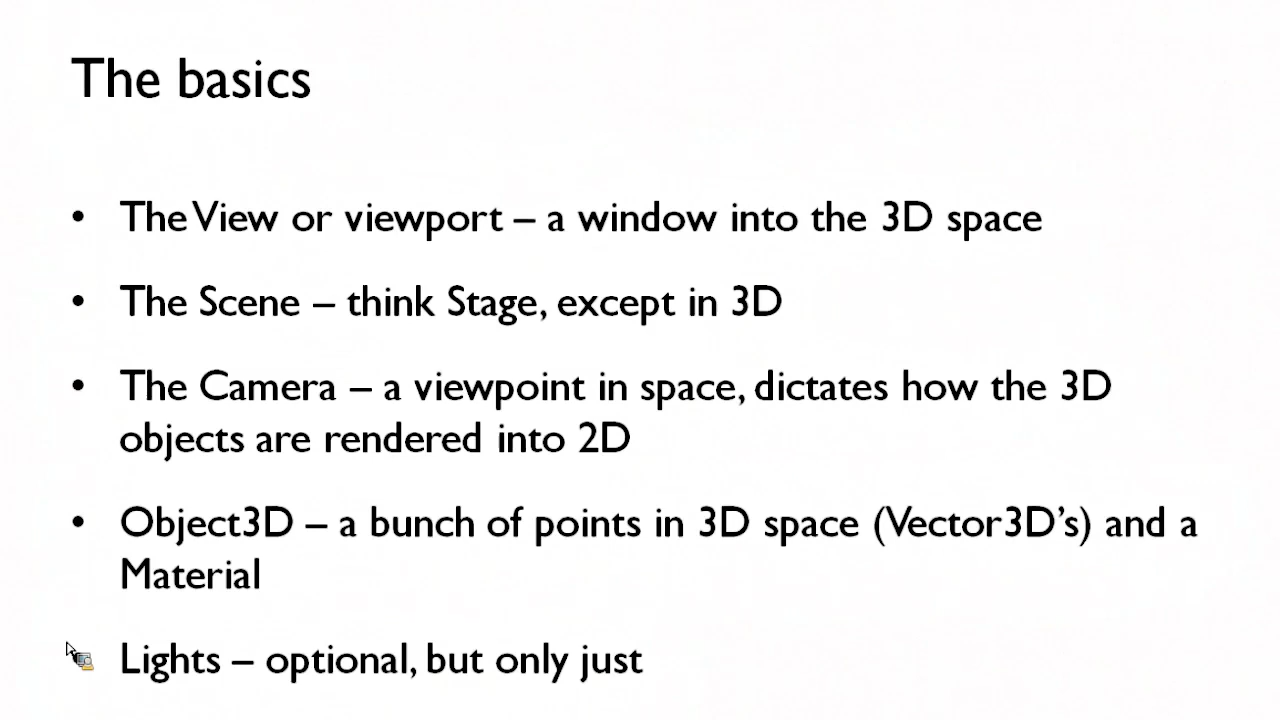 The basics
• The View or viewport – a window into the 3D space
• The Scene – think Stage, except in 3D
• The Camera – a viewpoint in space, dictates how the 3D
objects are rendered into 2D
• Object3D – a bunch of points in 3D space (Vector3D’s) and a
Material
Lights – optional, but only just